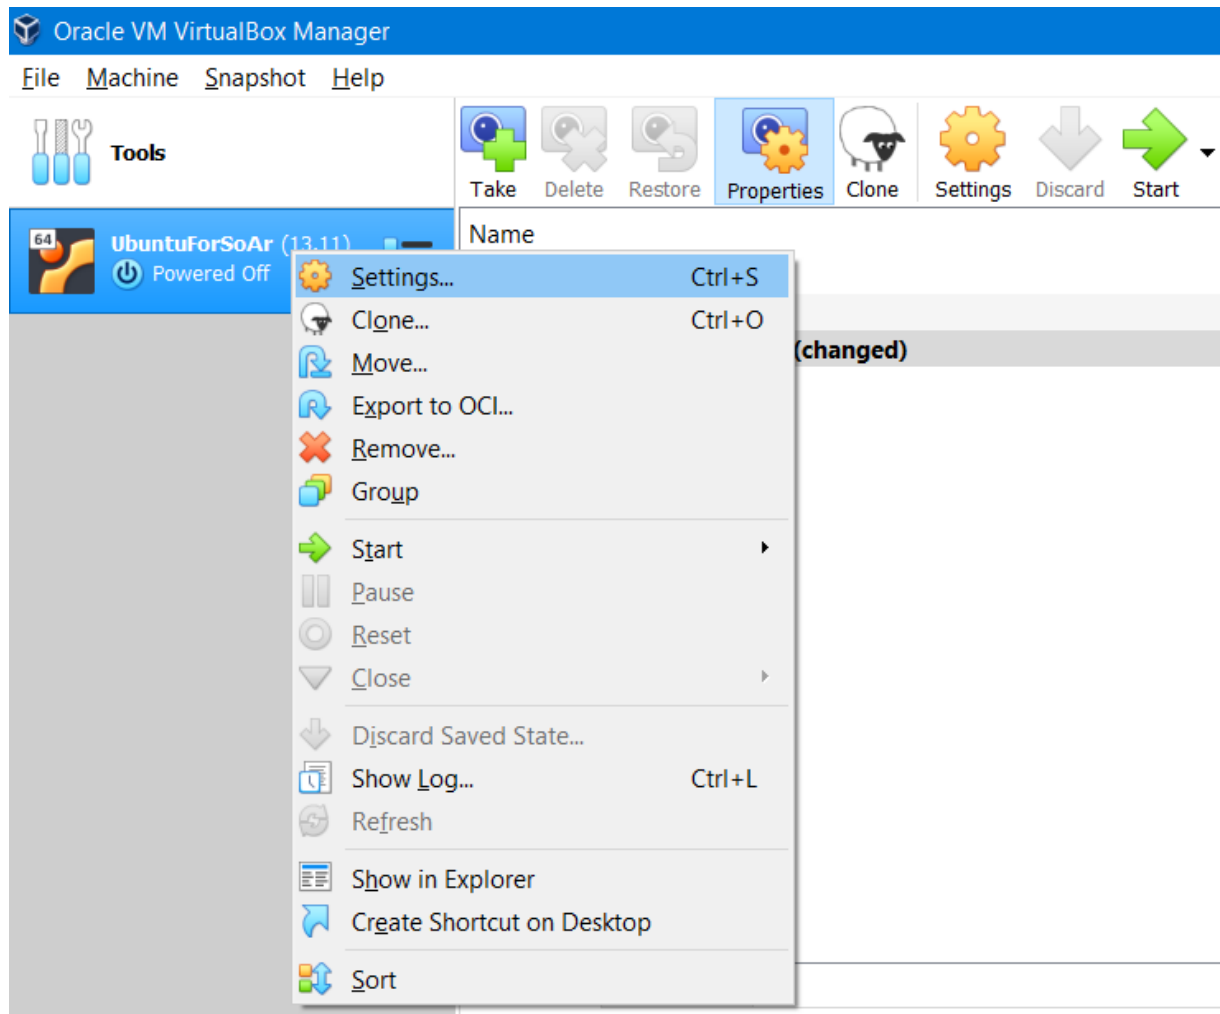 Oracle VM VirtualBox Manager
File Machine Snapshot Help
Tools
Take Delete Restore Properties Clone Settings Discard Start
64
UbuntuForSoAr (13.11)
Powered Off
Name
(changed)
Settings... Ctrl+S
Clone... Ctrl+O
Move...
Export to OCI...
Remove...
Group
Start
Pause
Reset
Close
Discard Saved State...
Show Log... Ctrl+L
Refresh
Show in Explorer
Create Shortcut on Desktop
Sort